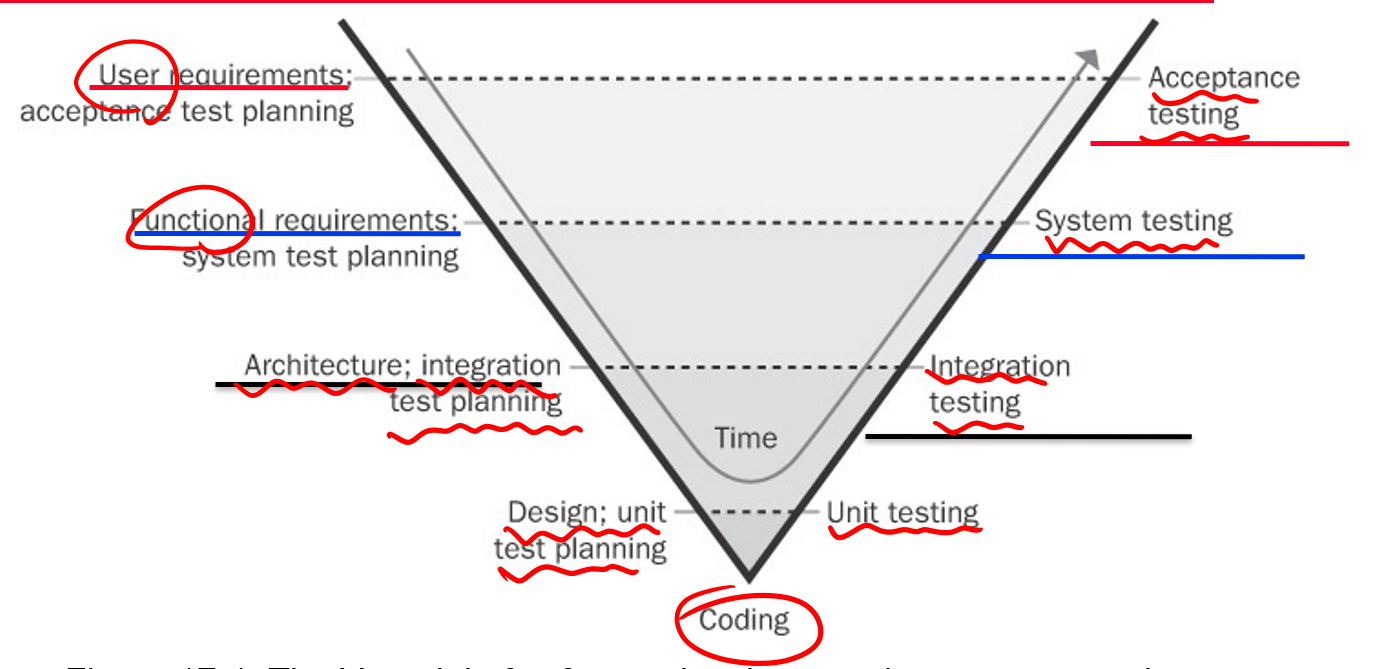 User requirements;
acceptance test planning
Acceptance
testing
Functional requirements;
system test planning
System testing
Architecture; integration
test planning
Integration
testing
Time
Design; unit
test planning
Unit testing
Coding